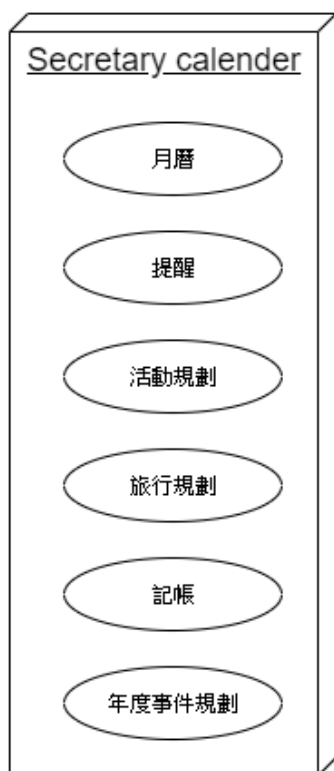 Secretary calender
月曆
提醒
活動規劃
旅行規劃
記帳
年度事件規劃